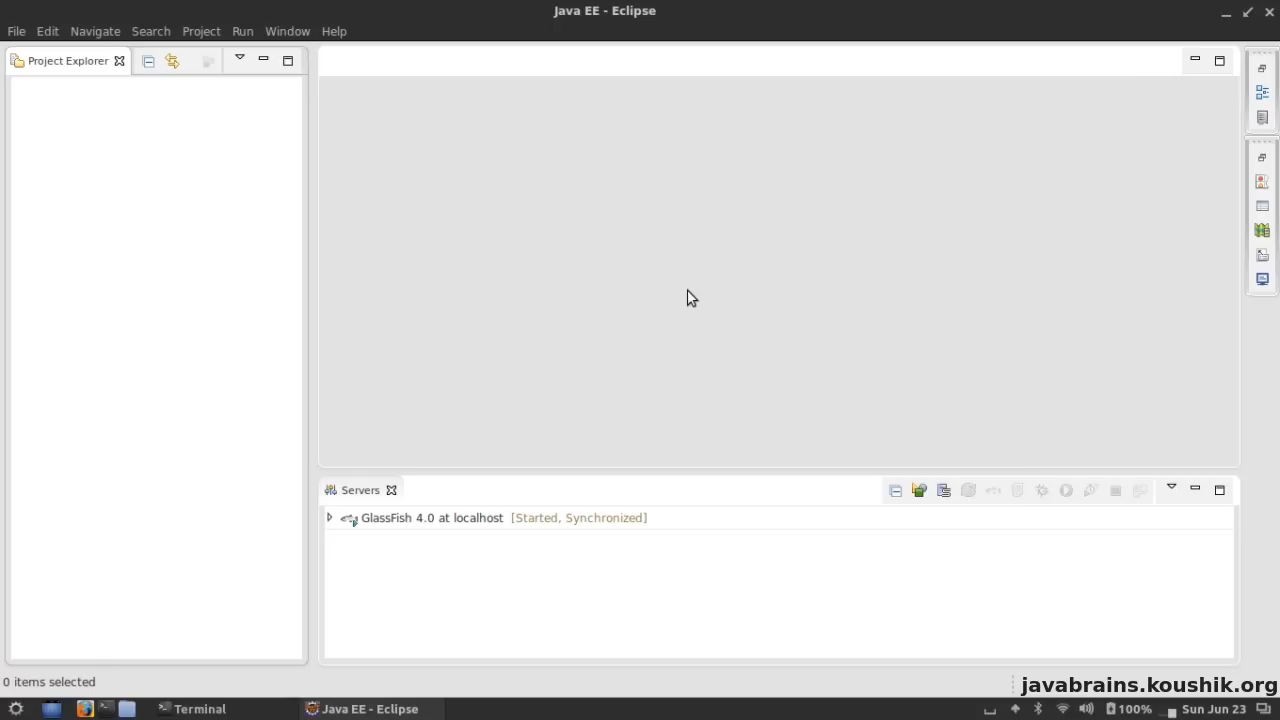 Java EE - Eclipse
File Edit Navigate Search Project Run Window Help
Project Explorer
Servers
GlassFish 4.0 at localhost [Started, Synchronized]
0 items selected
javabrains.koushik.org
Terminal
Java EE - Eclipse
100%
Sun Jun 23